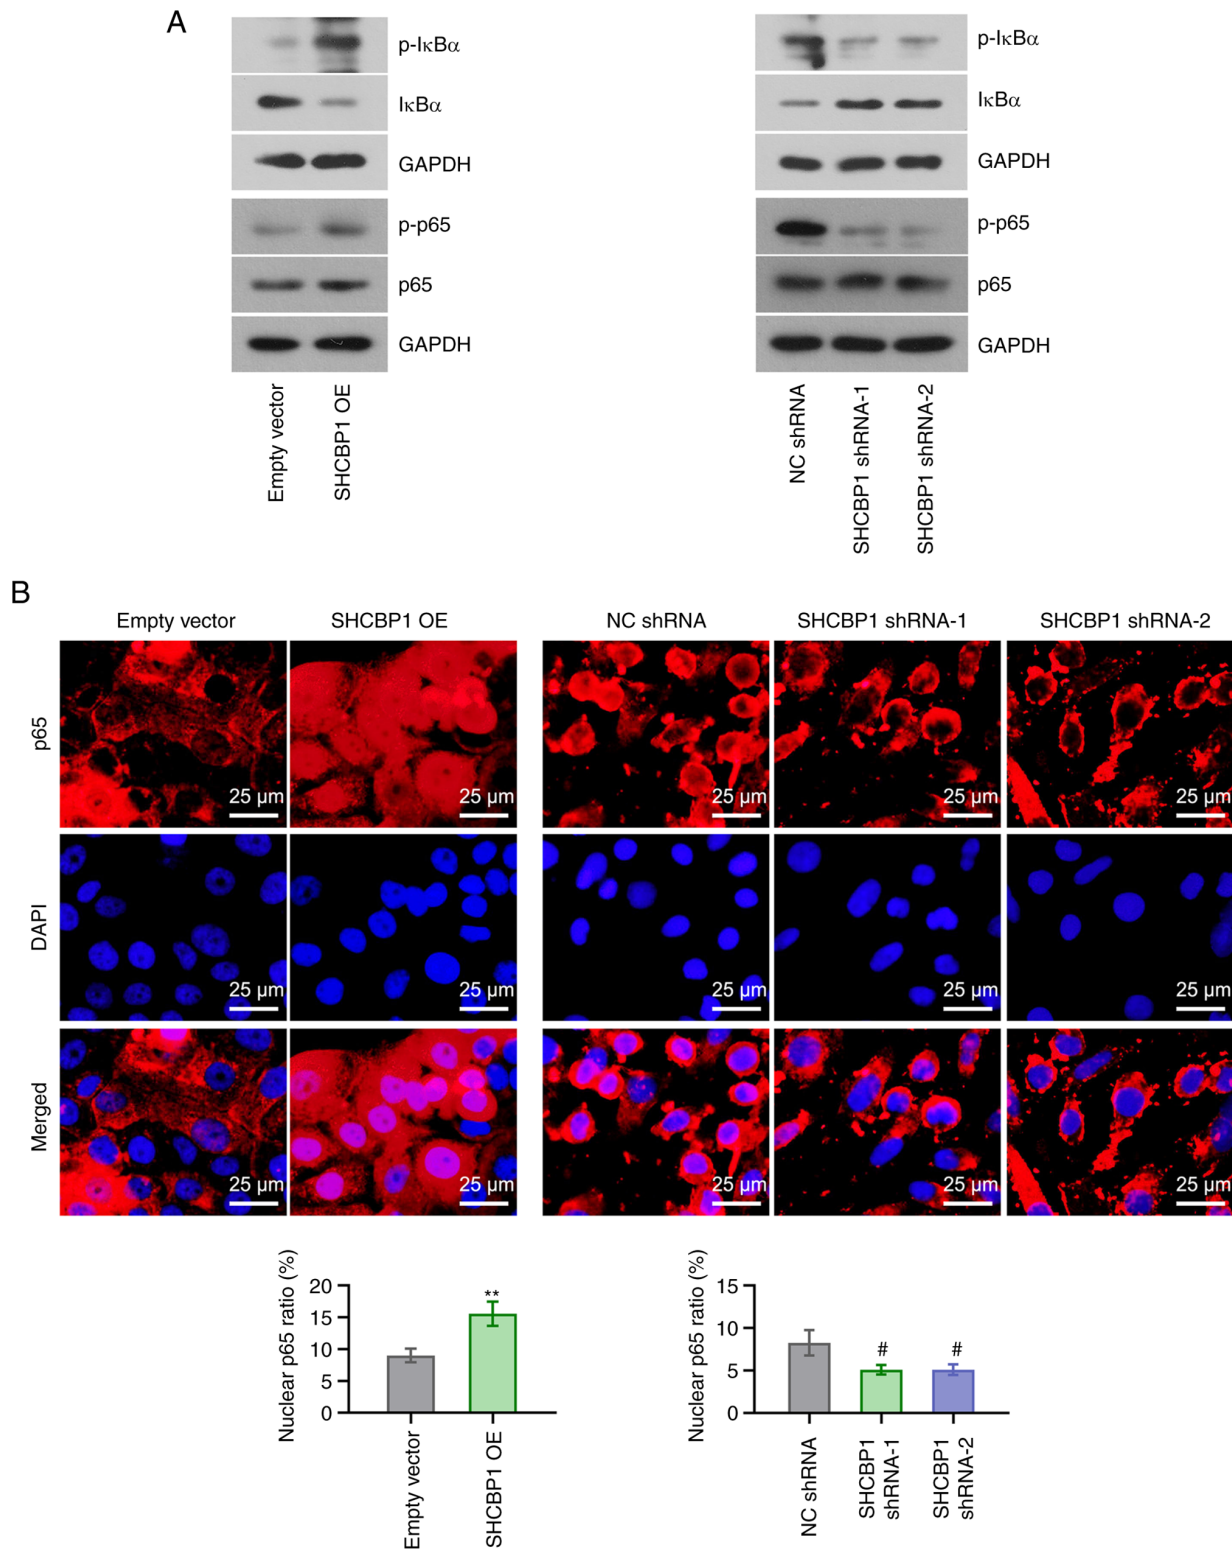 A
p-IκBα
IκBα
GAPDH
p-p65
p65
GAPDH
Empty vector
SHCBP1 OE
p-IκBα
IκBα
GAPDH
p-p65
p65
GAPDH
NC shRNA
SHCBP1 shRNA-1
SHCBP1 shRNA-2
B
Empty vector
SHCBP1 OE
NC shRNA
SHCBP1 shRNA-1
SHCBP1 shRNA-2
p65
25 µm
25 µm
25 µm
25 µm
25 µm
DAPI
25 µm
25 µm
25 µm
25 µm
25 µm
Merged
25 µm
25 µm
25 µm
25 µm
25 µm
Nuclear p65 ratio (%)
20
15
10
5
0
**
Empty vector
SHCBP1 OE
Nuclear p65 ratio (%)
15
10
5
0
#
#
NC shRNA
SHCBP1
shRNA-1
SHCBP1
shRNA-2